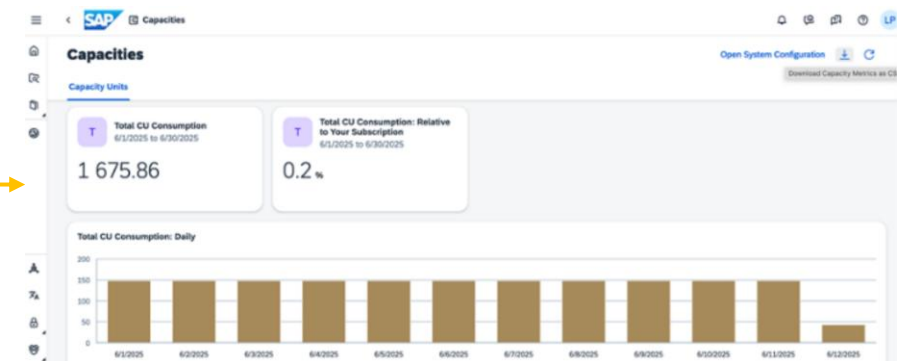 SAP Capacities
LP
Capacities
Open System Configuration
Download Capacity Metrics as CS
Capacity Units
T
Total CU Consumption
6/1/2025 to 6/30/2025
1 675.86
T
Total CU Consumption: Relative
to Your Subscription
6/1/2025 to 6/30/2025
0.2 %
Total CU Consumption: Daily
200
150
100
50
0
6/1/2025 6/2/2025 6/3/2025 6/4/2025 6/5/2025 6/6/2025 6/7/2025 6/8/2025 6/9/2025 6/10/2025 6/11/2025 6/12/2025